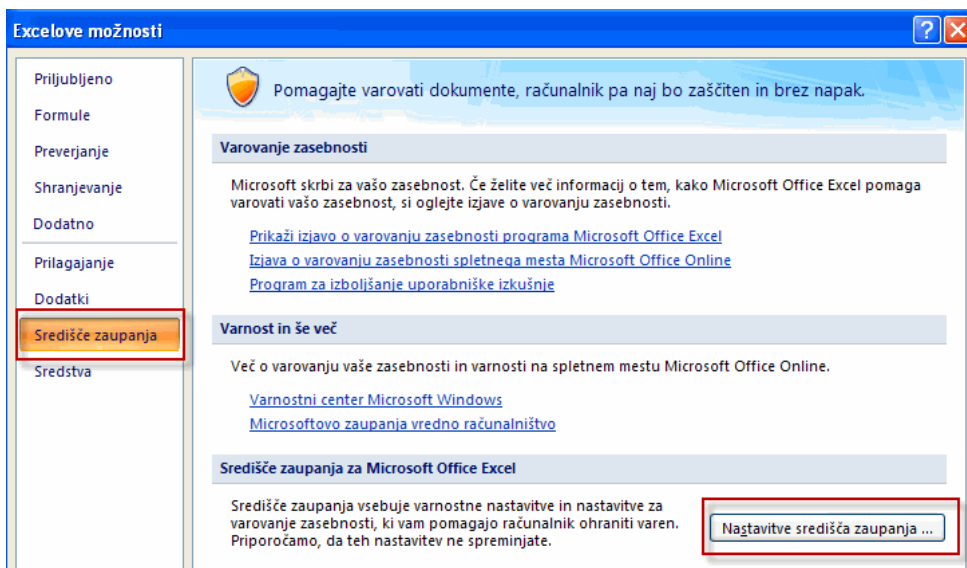 Excelove možnosti
Priljubljeno
Formule
Preverjanje
Shranjevanje
Dodatno
Prilagajanje
Dodatki
Središče zaupanja
Sredstva
Pomagajte varovati dokumente, računalnik pa naj bo zaščiten in brez napak.
Varovanje zasebnosti
Microsoft skrbi za vašo zasebnost. Če želite več informacij o tem, kako Microsoft Office Excel pomaga
varovati vašo zasebnost, si oglejte izjave o varovanju zasebnosti.
Prikaži izjavo o varovanju zasebnosti programa Microsoft Office Excel
Izjava o varovanju zasebnosti spletnega mesta Microsoft Office Online
Program za izboljšanje uporabniške izkušnje
Varnost in še več
Več o varovanju vaše zasebnosti in varnosti na spletnem mestu Microsoft Office Online.
Varnostni center Microsoft Windows
Microsoftovo zaupanja vredno računalništvo
Središče zaupanja za Microsoft Office Excel
Središče zaupanja vsebuje varnostne nastavitve in nastavitve za
varovanje zasebnosti, ki vam pomagajo računalnik ohraniti varen.
Priporočamo, da teh nastavitev ne spreminjate.
Nastavitve središča zaupanja ...